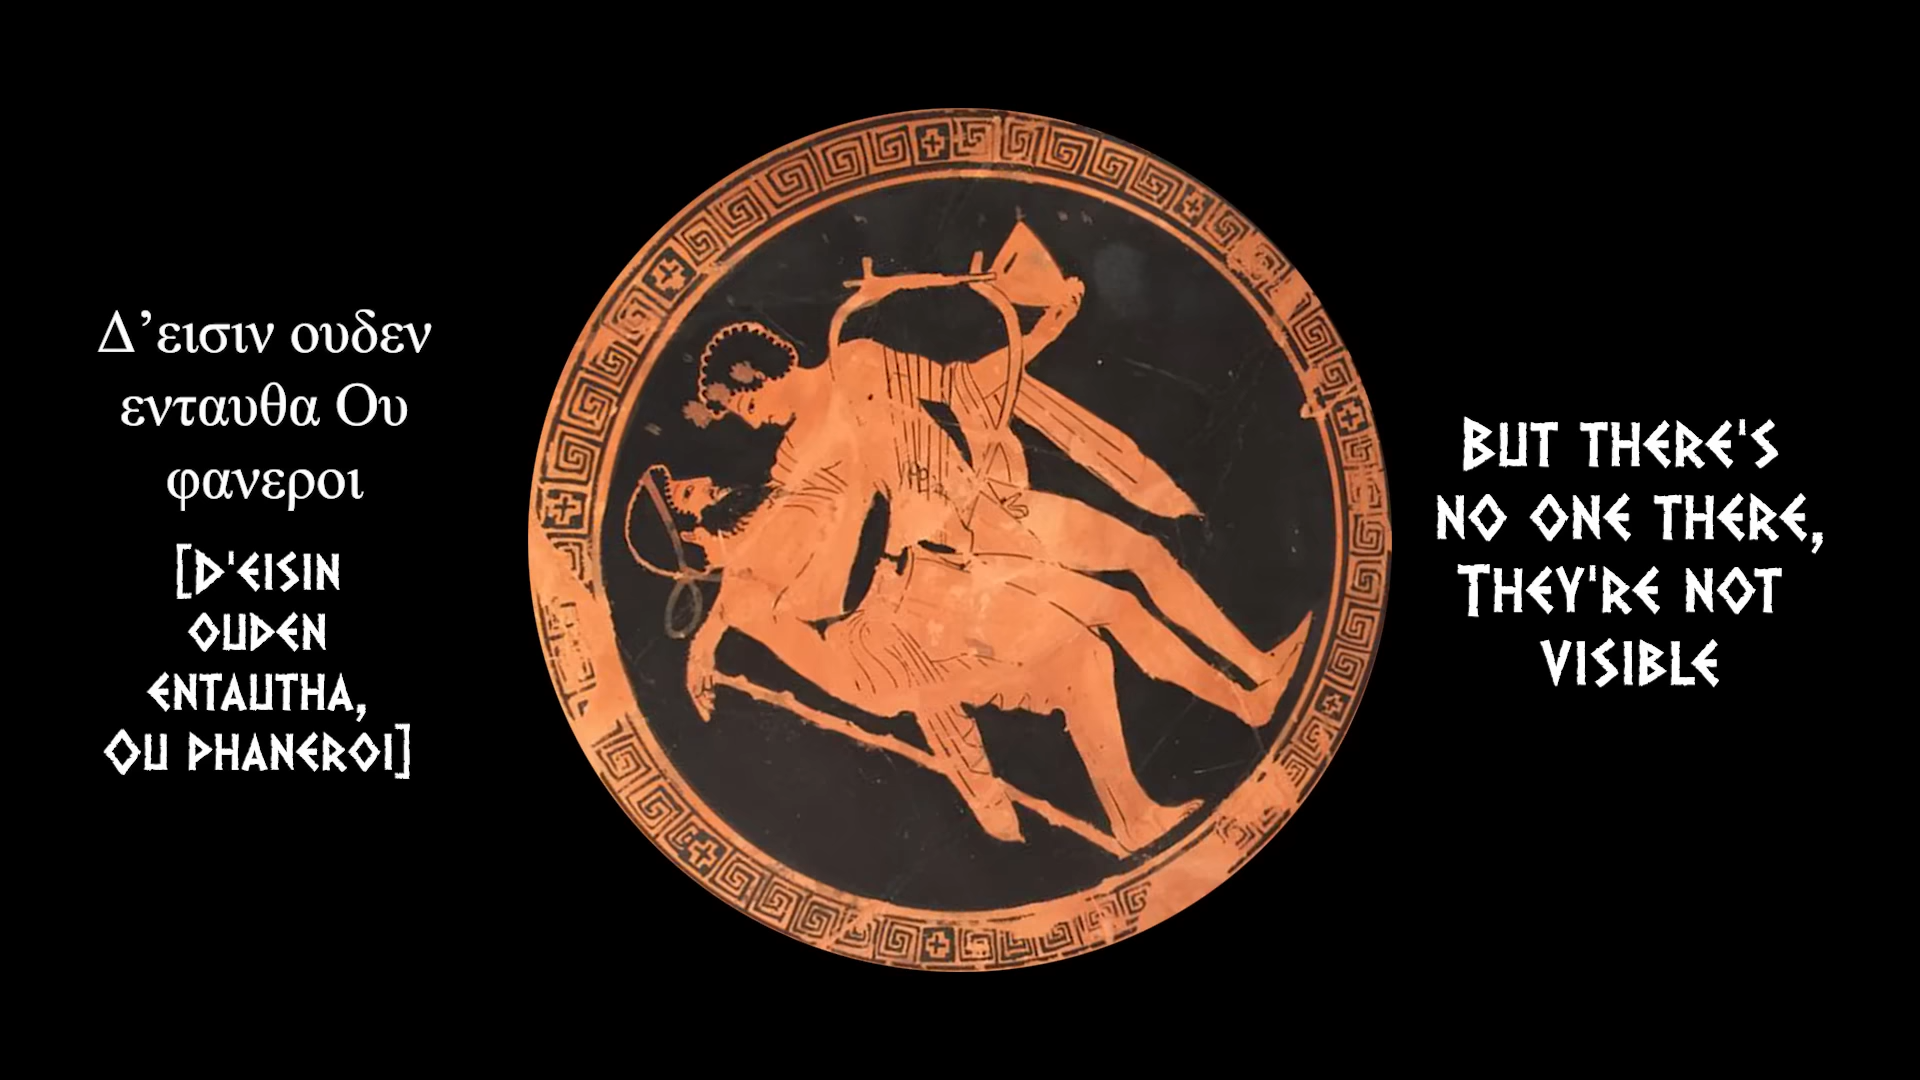 Δ’εισιν ουδεν
ενταυθα Ου
φανεροι
[D'EISIN
OUDEN
ENTAUTHA,
OU PHANEROI]
BUT THERE'S
NO ONE THERE,
THEY'RE NOT
VISIBLE